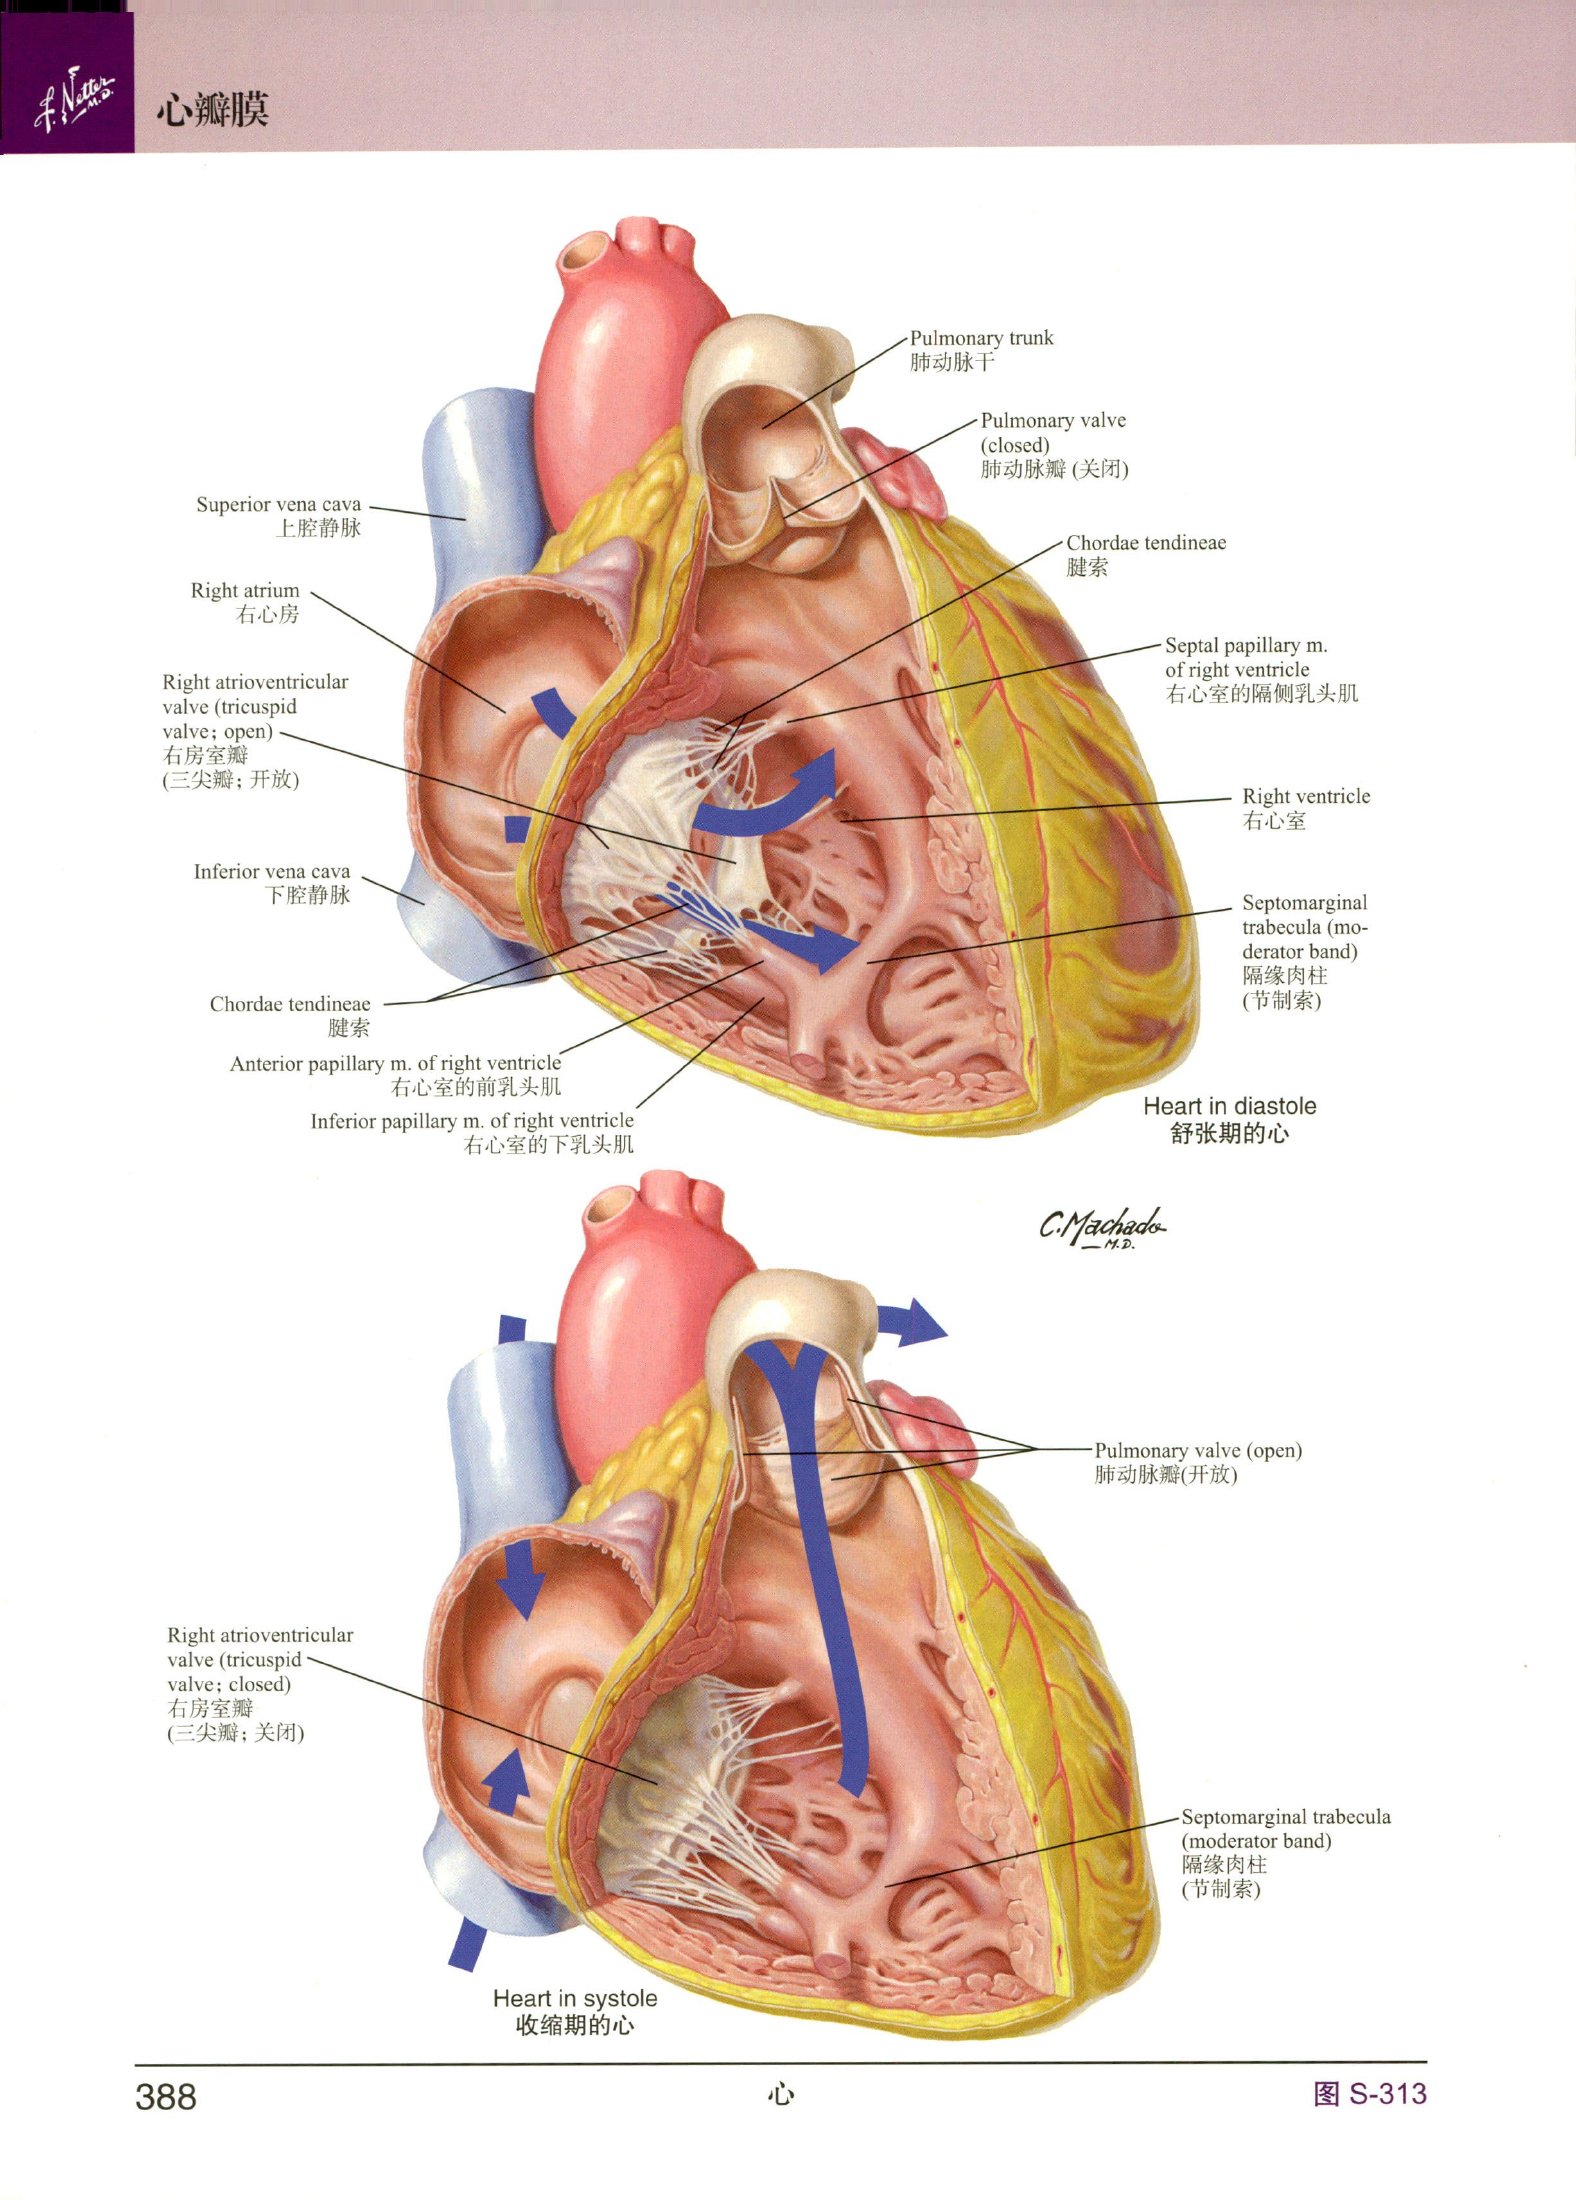 F. Netter
M.D.
心瓣膜
Pulmonary trunk
肺动脉干
Pulmonary valve
(closed)
肺动脉瓣 (关闭)
Superior vena cava
上腔静脉
Chordae tendineae
腱索
Right atrium
右心房
Septal papillary m.
of right ventricle
右心室的隔侧乳头肌
Right atrioventricular
valve (tricuspid
valve; open)
右房室瓣
(三尖瓣; 开放)
Right ventricle
右心室
Inferior vena cava
下腔静脉
Septomarginal
trabecula (mo-
derator band)
隔缘肉柱
(节制索)
Chordae tendineae
腱索
Anterior papillary m. of right ventricle
右心室的前乳头肌
Inferior papillary m. of right ventricle
右心室的下乳头肌
Heart in diastole
舒张期的心
C.Machado
M.D.
Pulmonary valve (open)
肺动脉瓣(开放)
Right atrioventricular
valve (tricuspid
valve; closed)
右房室瓣
(三尖瓣; 关闭)
Septomarginal trabecula
(moderator band)
隔缘肉柱
(节制索)
Heart in systole
收缩期的心
388
心
图 S-313